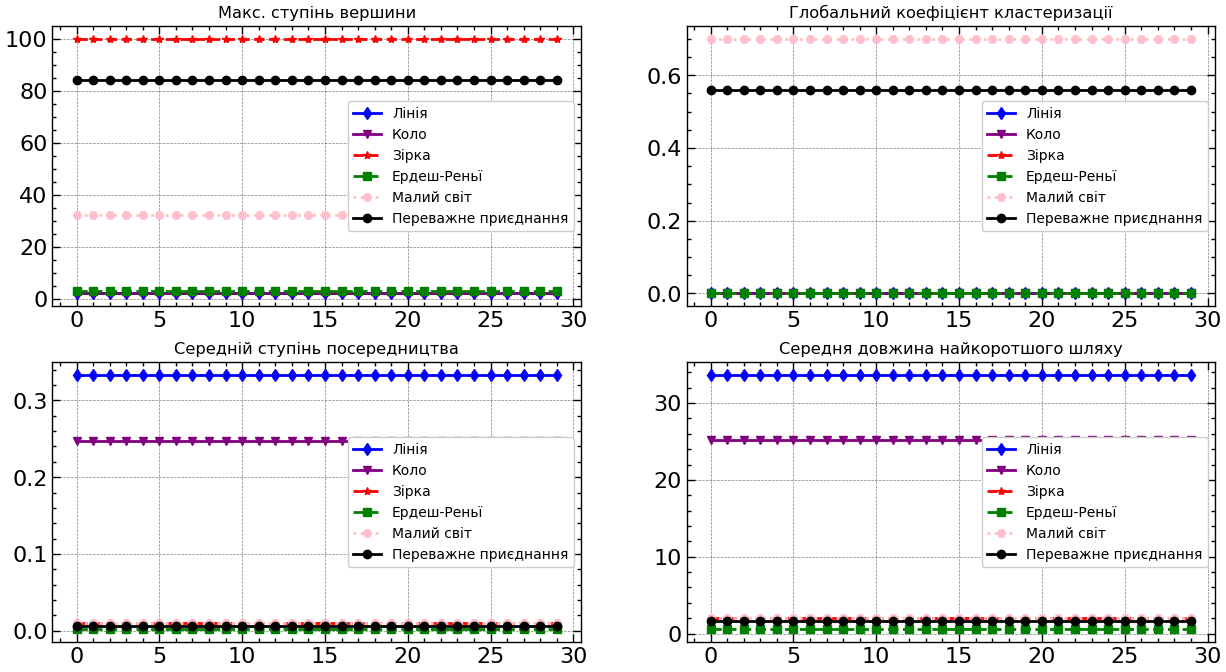 Макс. ступінь вершини
100
80
60
40
20
0
0 5 10 15 20 25 30
Лінія
Коло
Зірка
Ердеш-Реньї
Малий світ
Переважне приєднання
Глобальний коефіцієнт кластеризації
0.6
0.4
0.2
0.0
0 5 10 15 20 25 30
Лінія
Коло
Зірка
Ердеш-Реньї
Малий світ
Переважне приєднання
Середній ступінь посередництва
0.3
0.2
0.1
0.0
0 5 10 15 20 25 30
Лінія
Коло
Зірка
Ердеш-Реньї
Малий світ
Переважне приєднання
Середня довжина найкоротшого шляху
30
20
10
0
0 5 10 15 20 25 30
Лінія
Коло
Зірка
Ердеш-Реньї
Малий світ
Переважне приєднання